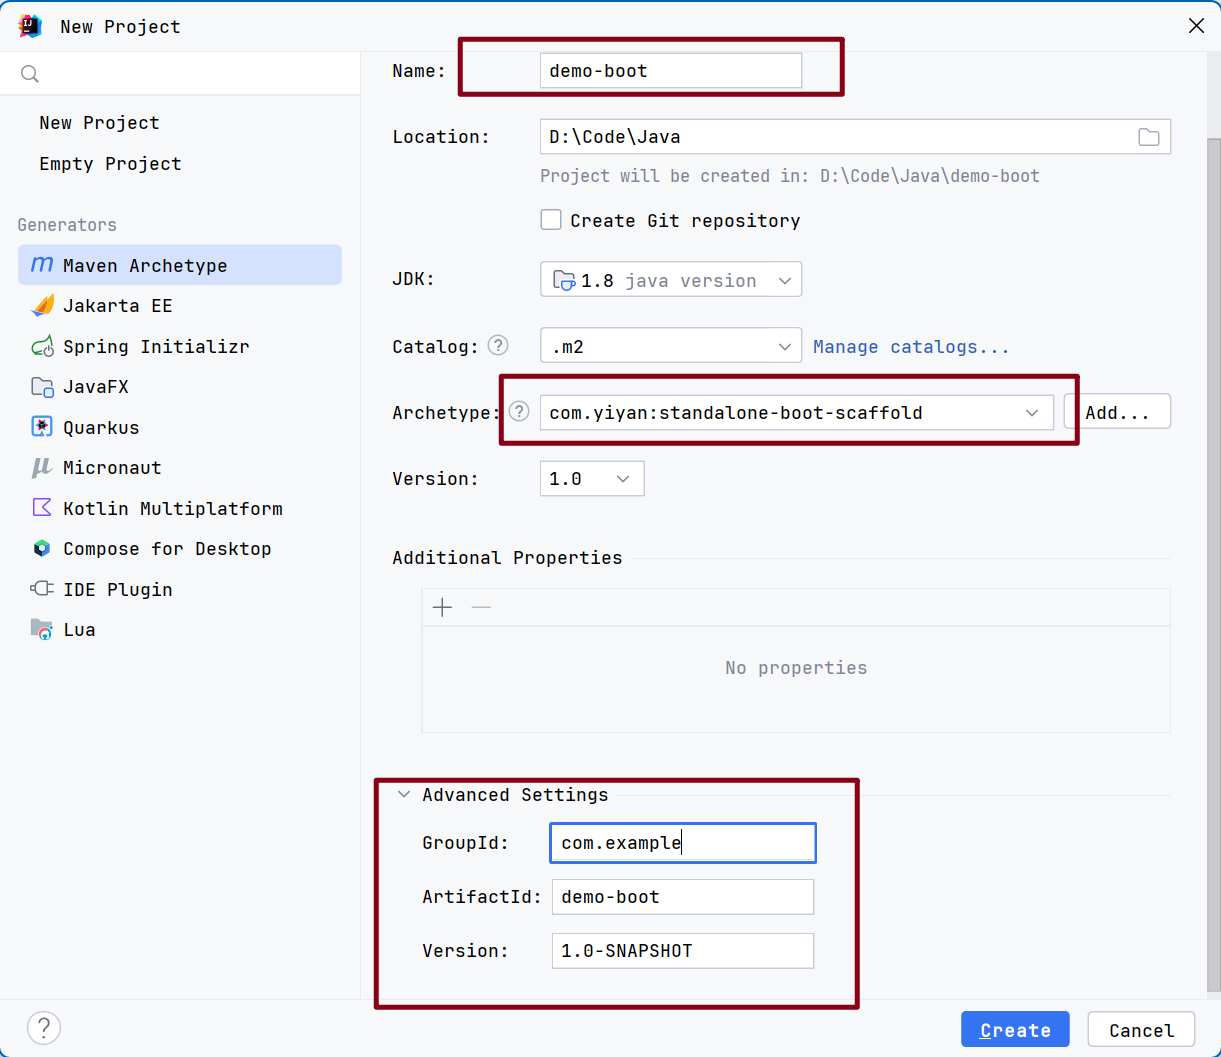 New Project
New Project
Empty Project
Generators
Maven Archetype
Jakarta EE
Spring Initializr
JavaFX
Quarkus
Micronaut
Kotlin Multiplatform
Compose for Desktop
IDE Plugin
Lua
Name: demo-boot
Location: D:\Code\Java
Project will be created in: D:\Code\Java\demo-boot
Create Git repository
JDK: 1.8 java version
Catalog: ? .m2 Manage catalogs...
Archetype: ? com.yiyan:standalone-boot-scaffold Add...
Version: 1.0
Additional Properties
No properties
Advanced Settings
GroupId: com.example
ArtifactId: demo-boot
Version: 1.0-SNAPSHOT
? Create Cancel